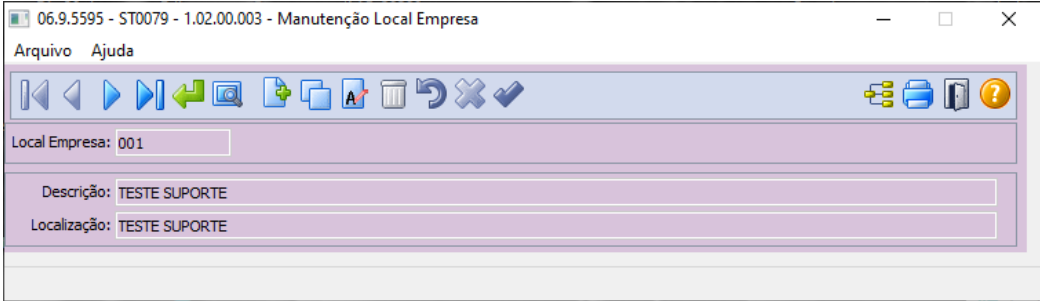 06.9.5595 - ST0079 - 1.02.00.003 - Manutenção Local Empresa
Arquivo Ajuda
Local Empresa: 001
Descrição: TESTE SUPORTE
Localização: TESTE SUPORTE